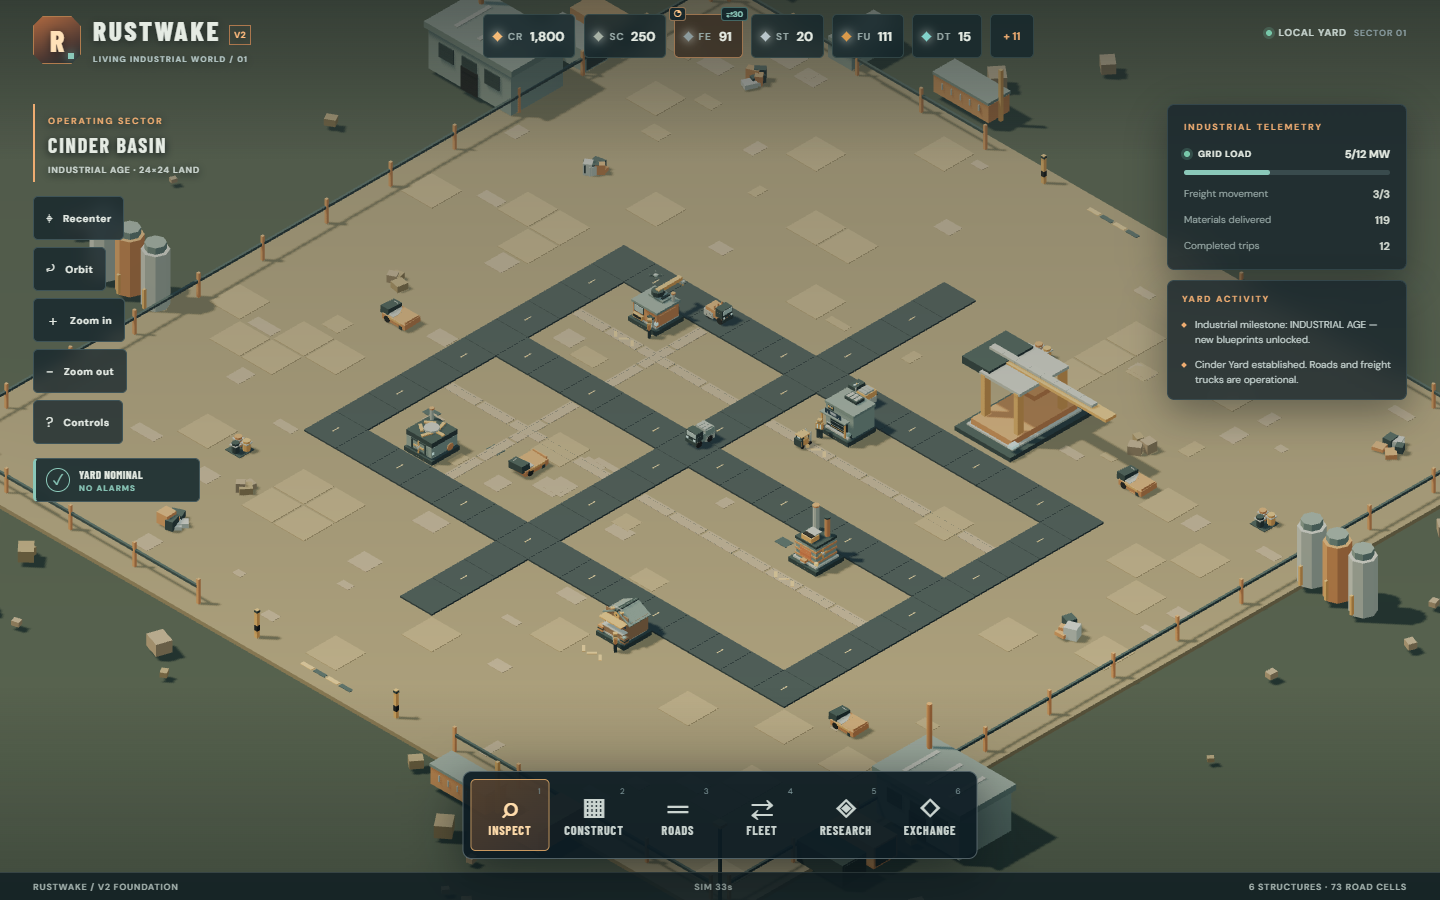 R
RUSTWAKE V2
LIVING INDUSTRIAL WORLD / 01
CR 1,800
SC 250
⇄30
FE 91
ST 20
FU 111
DT 15
+ 11
LOCAL YARD SECTOR 01
OPERATING SECTOR
CINDER BASIN
INDUSTRIAL AGE · 24×24 LAND
Recenter
Orbit
+ Zoom in
− Zoom out
? Controls
YARD NOMINAL
NO ALARMS
INDUSTRIAL TELEMETRY
GRID LOAD 5/12 MW
Freight movement 3/3
Materials delivered 119
Completed trips 12
YARD ACTIVITY
Industrial milestone: INDUSTRIAL AGE —
new blueprints unlocked.
Cinder Yard established. Roads and freight
trucks are operational.
1
INSPECT
2
CONSTRUCT
3
ROADS
4
FLEET
5
RESEARCH
6
EXCHANGE
RUSTWAKE / V2 FOUNDATION
SIM 33s
6 STRUCTURES · 73 ROAD CELLS